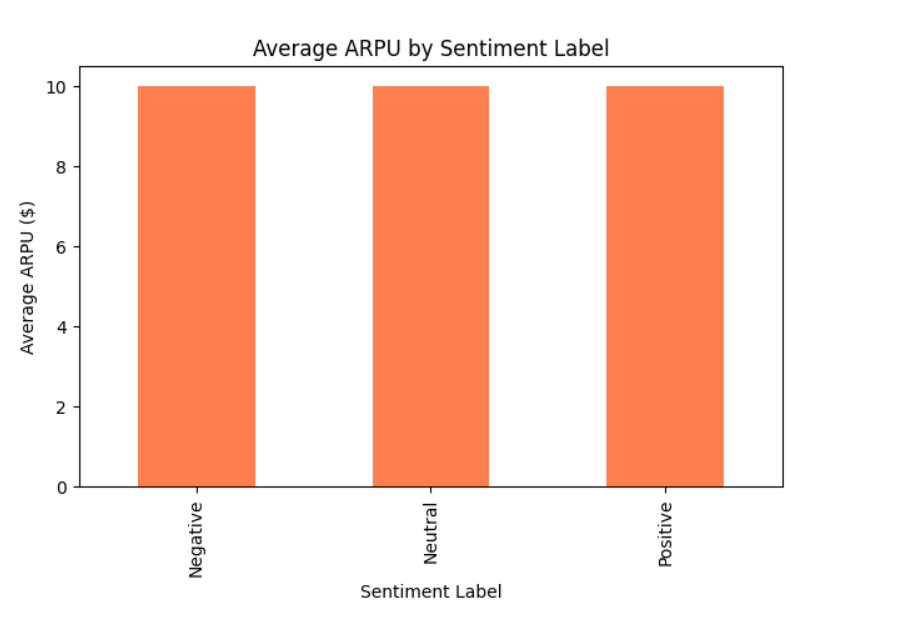 Average ARPU by Sentiment Label
Average ARPU ($)
10
8
6
4
2
0
Negative
Neutral
Positive
Sentiment Label